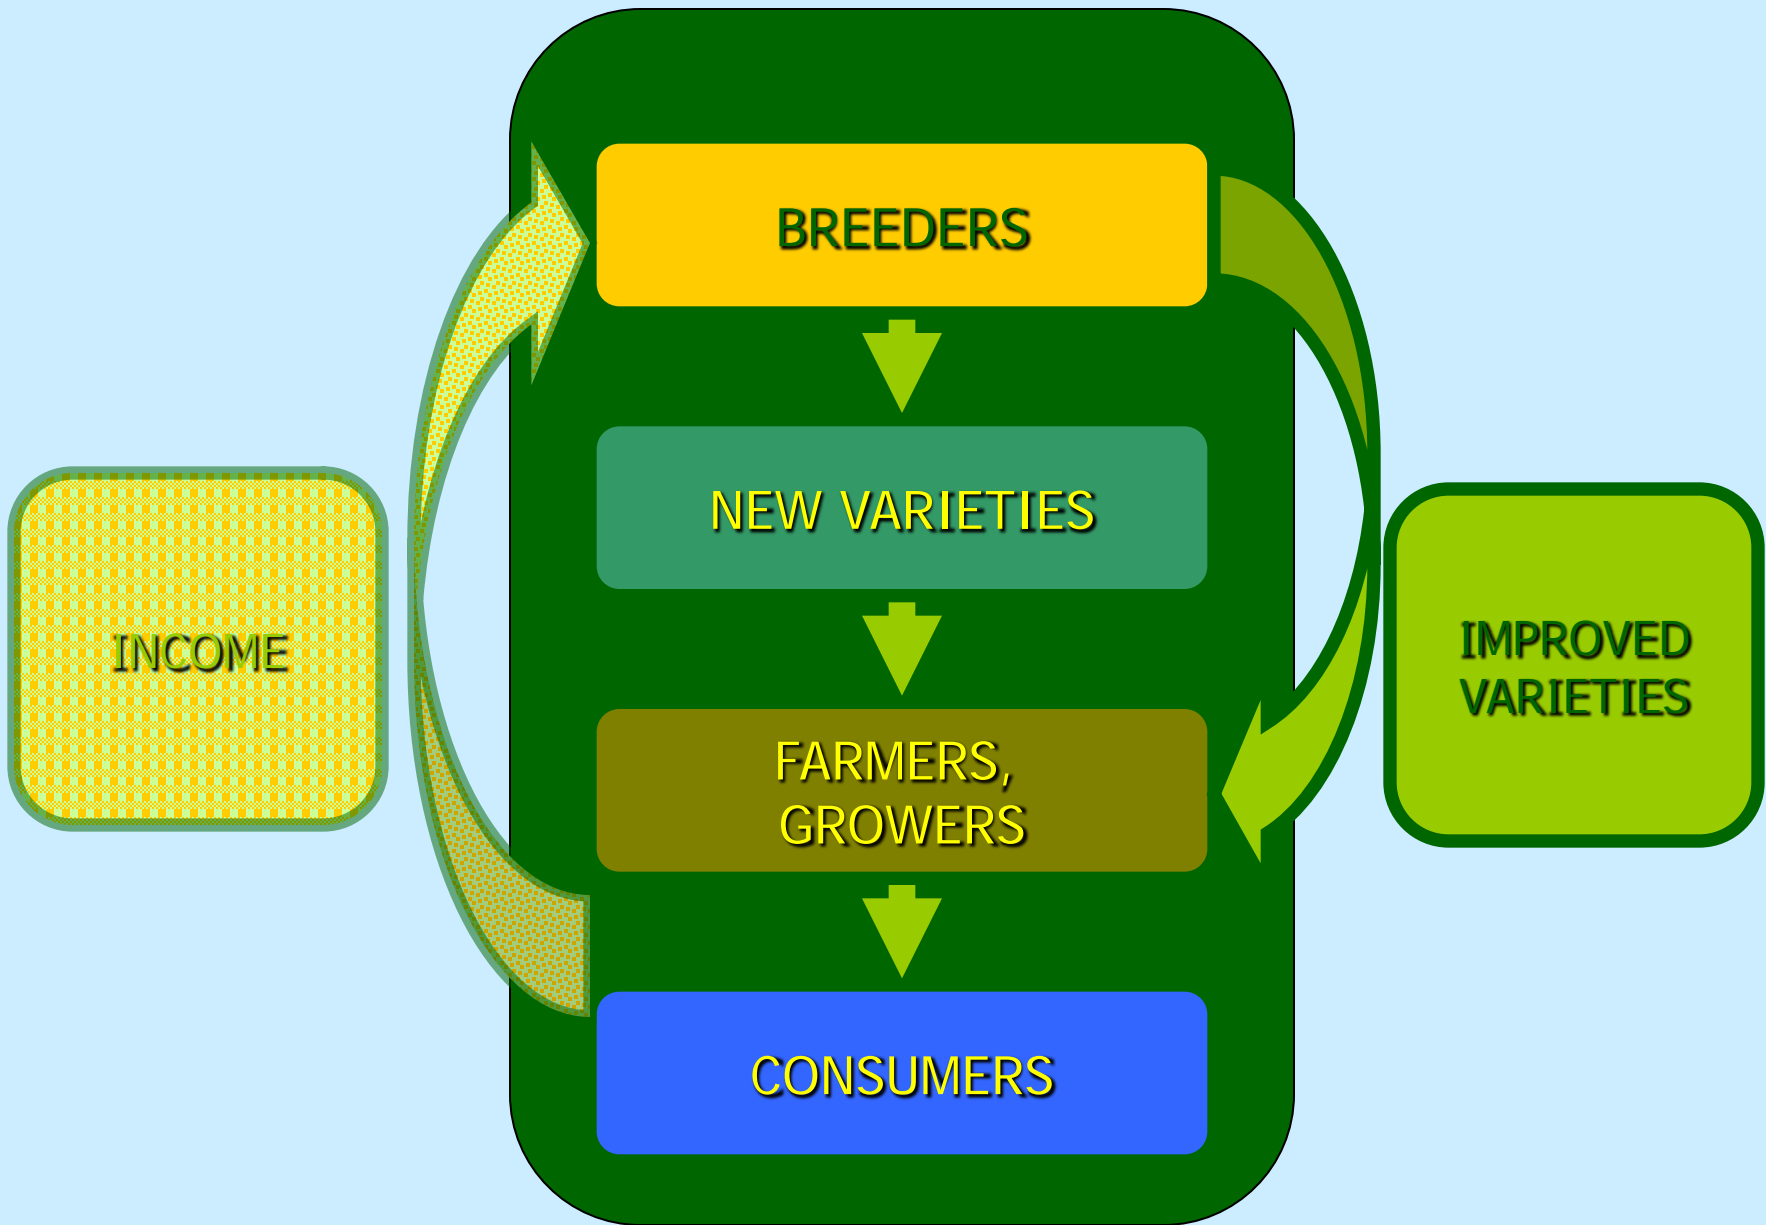 BREEDERS
NEW VARIETIES
INCOME
IMPROVED
VARIETIES
FARMERS,
GROWERS
CONSUMERS